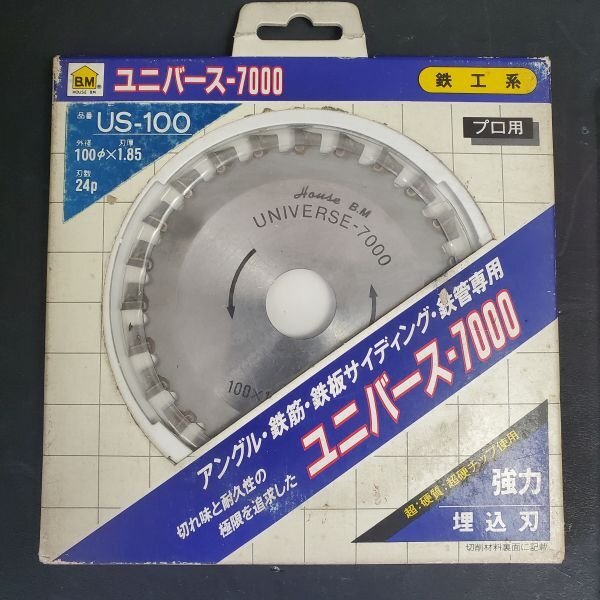 B.M
HOUSE B.M
ユニバース-7000
鉄工系
品番
US-100
プロ用
外径 刃厚
100φ×1.85
刃数
24p
House B.M
UNIVERSE-7000
100×1
アングル・鉄筋・鉄板サイディング・鉄管専用
ユニバース-7000
切れ味と耐久性の
極限を追求した
超・硬質・超硬チップ使用
強力
埋込刃
切削材料裏面に記載